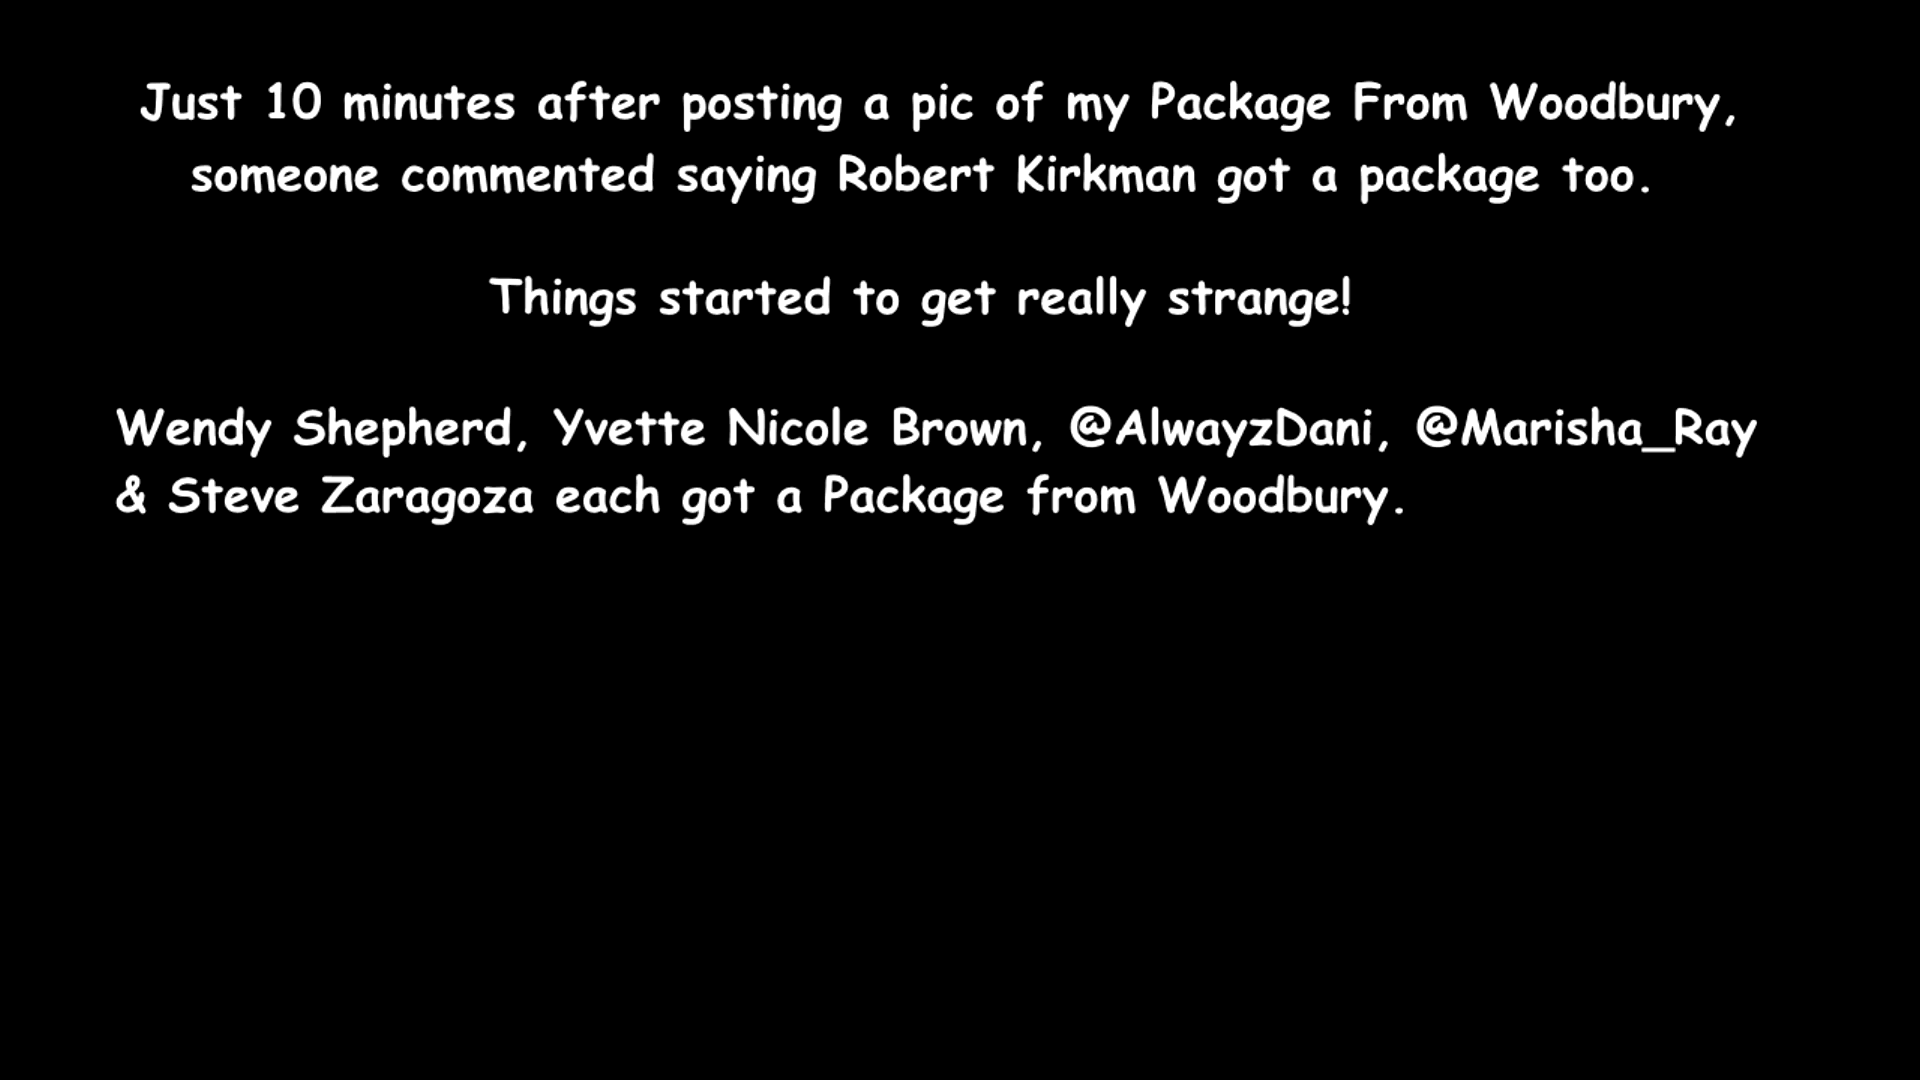 Just 10 minutes after posting a pic of my Package From Woodbury,
someone commented saying Robert Kirkman got a package too.
Things started to get really strange!
Wendy Shepherd, Yvette Nicole Brown, @AlwayzDani, @Marisha_Ray
& Steve Zaragoza each got a Package from Woodbury.